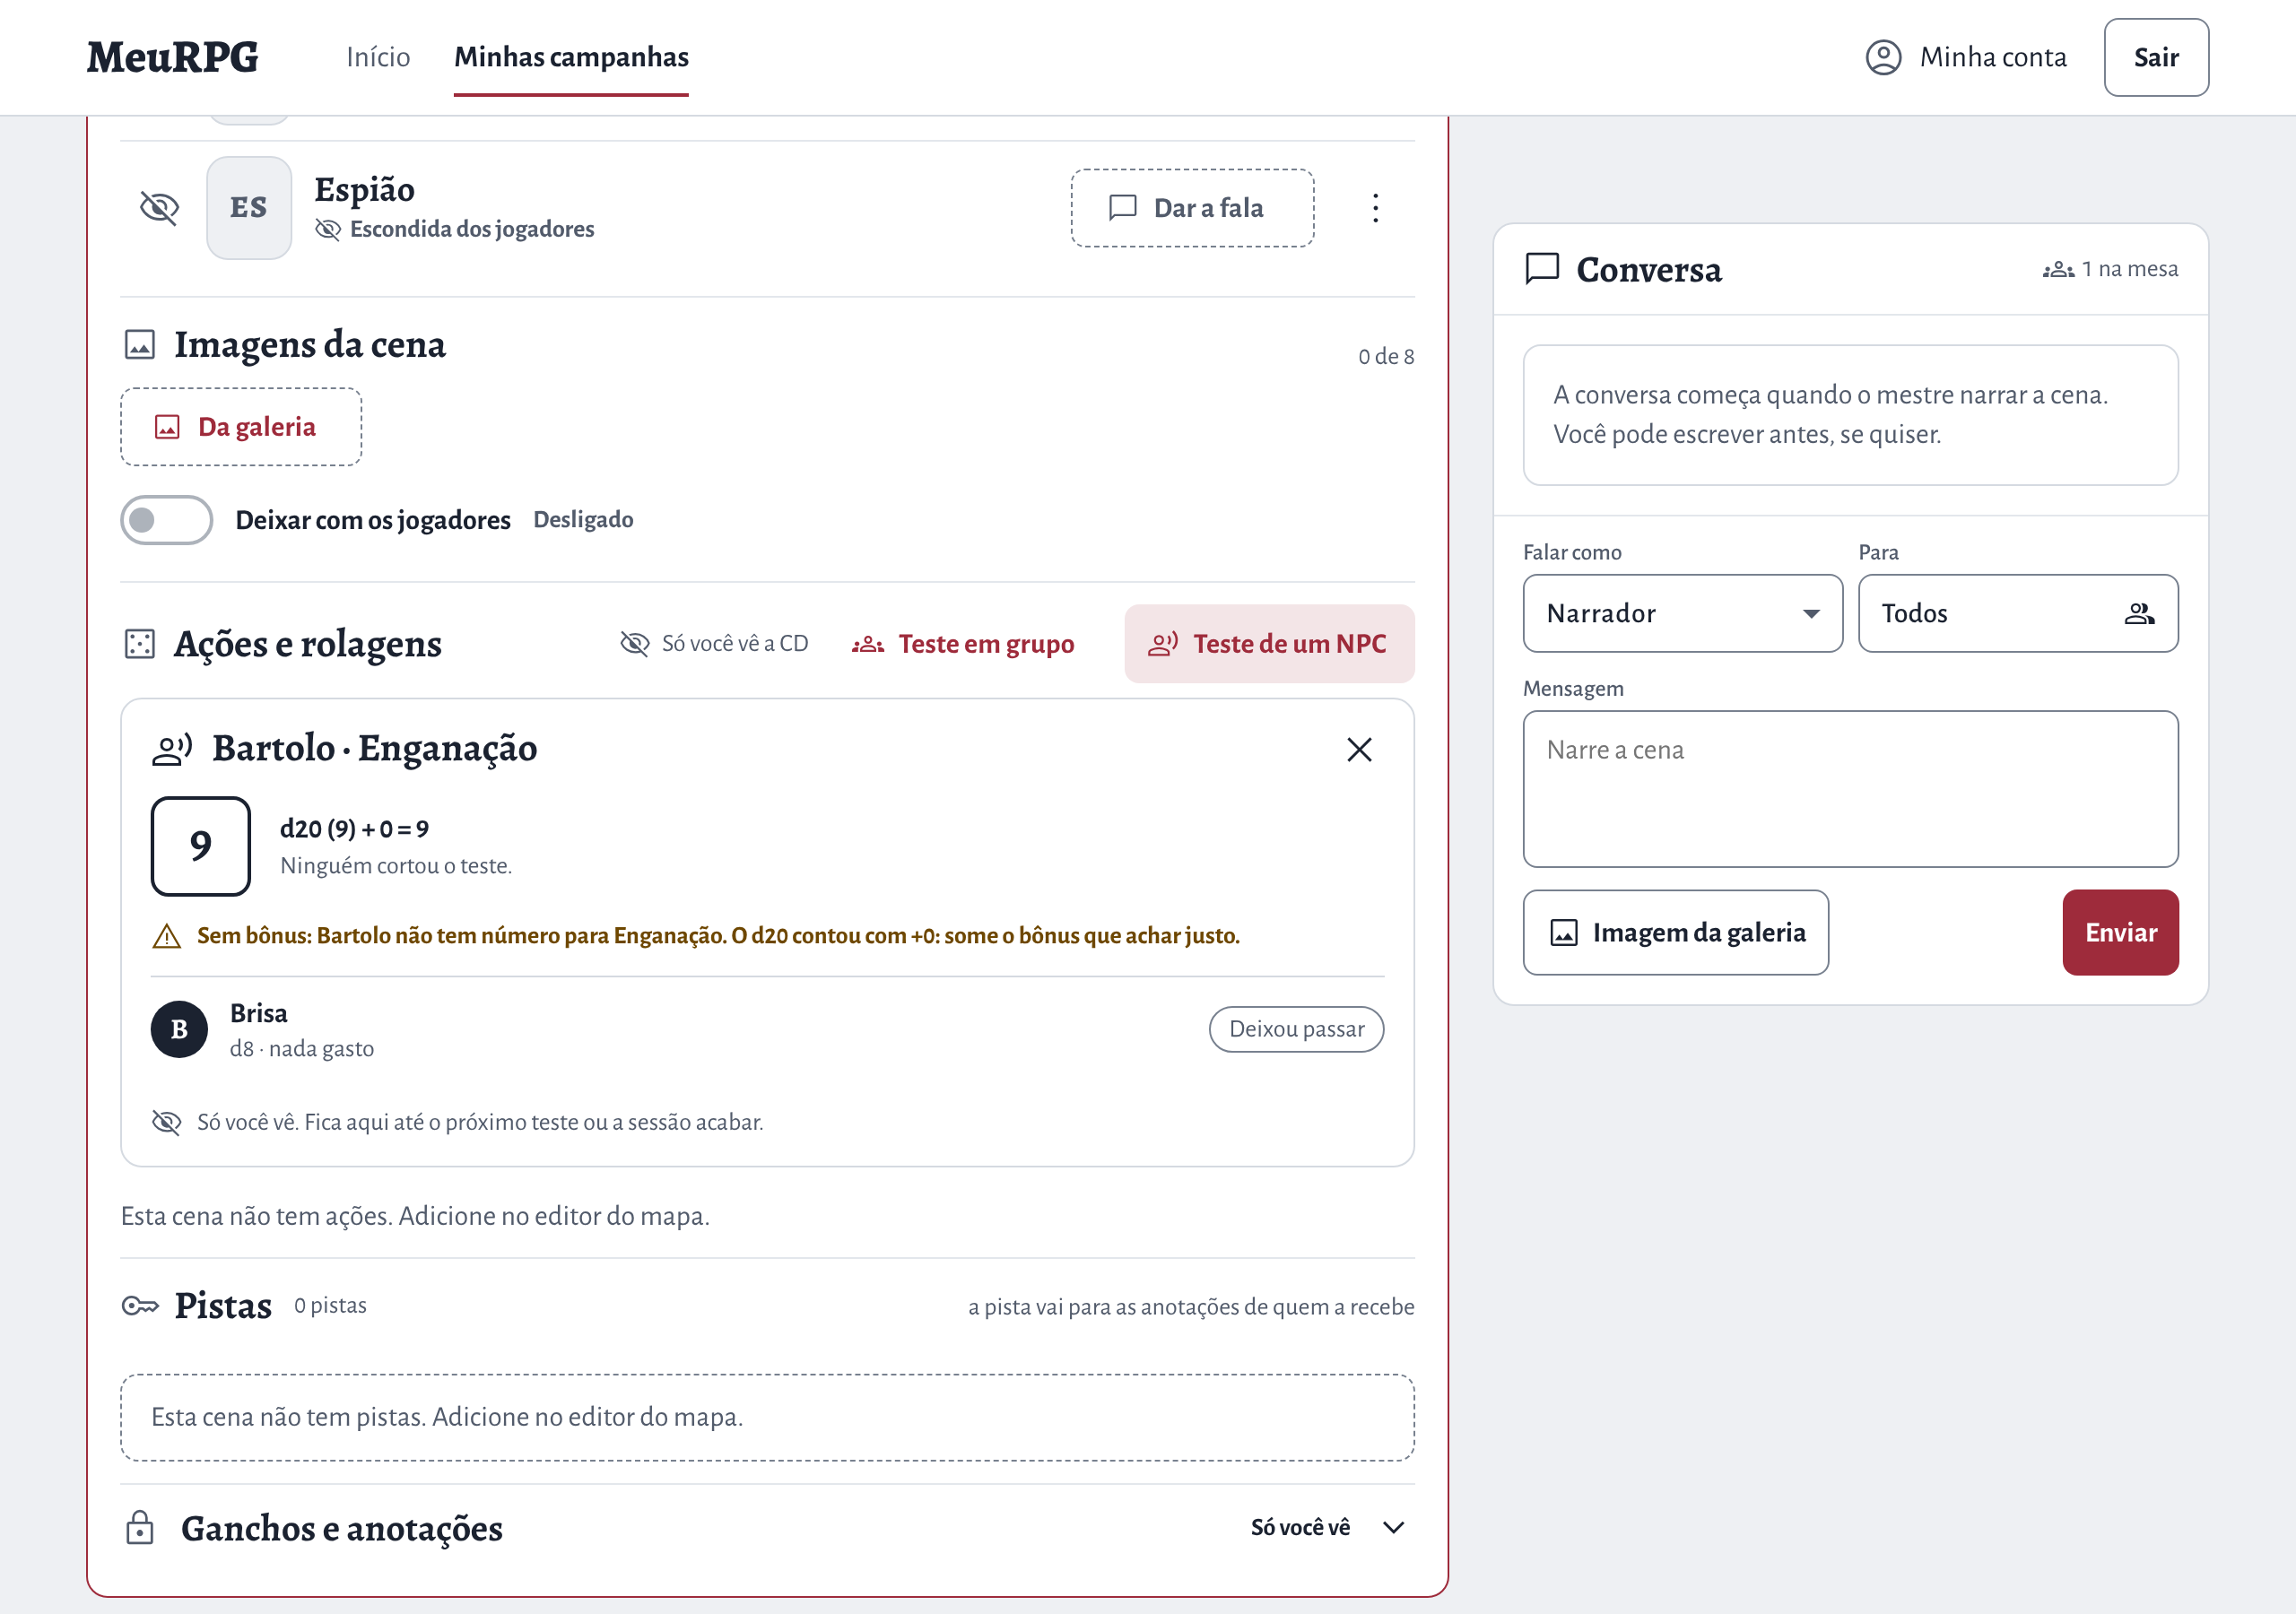 MeuRPG
Início
Minhas campanhas
Minha conta
Sair
ES
Espião
Escondida dos jogadores
Dar a fala
Imagens da cena
0 de 8
Da galeria
Deixar com os jogadores
Desligado
Ações e rolagens
Só você vê a CD
Teste em grupo
Teste de um NPC
Bartolo · Enganação
9
d20 (9) + 0 = 9
Ninguém cortou o teste.
Sem bônus: Bartolo não tem número para Enganação. O d20 contou com +0: some o bônus que achar justo.
B
Brisa
d8 · nada gasto
Deixou passar
Só você vê. Fica aqui até o próximo teste ou a sessão acabar.
Esta cena não tem ações. Adicione no editor do mapa.
Pistas
0 pistas
a pista vai para as anotações de quem a recebe
Esta cena não tem pistas. Adicione no editor do mapa.
Ganchos e anotações
Só você vê
Conversa
1 na mesa
A conversa começa quando o mestre narrar a cena.
Você pode escrever antes, se quiser.
Falar como
Para
Narrador
Todos
Mensagem
Narre a cena
Imagem da galeria
Enviar